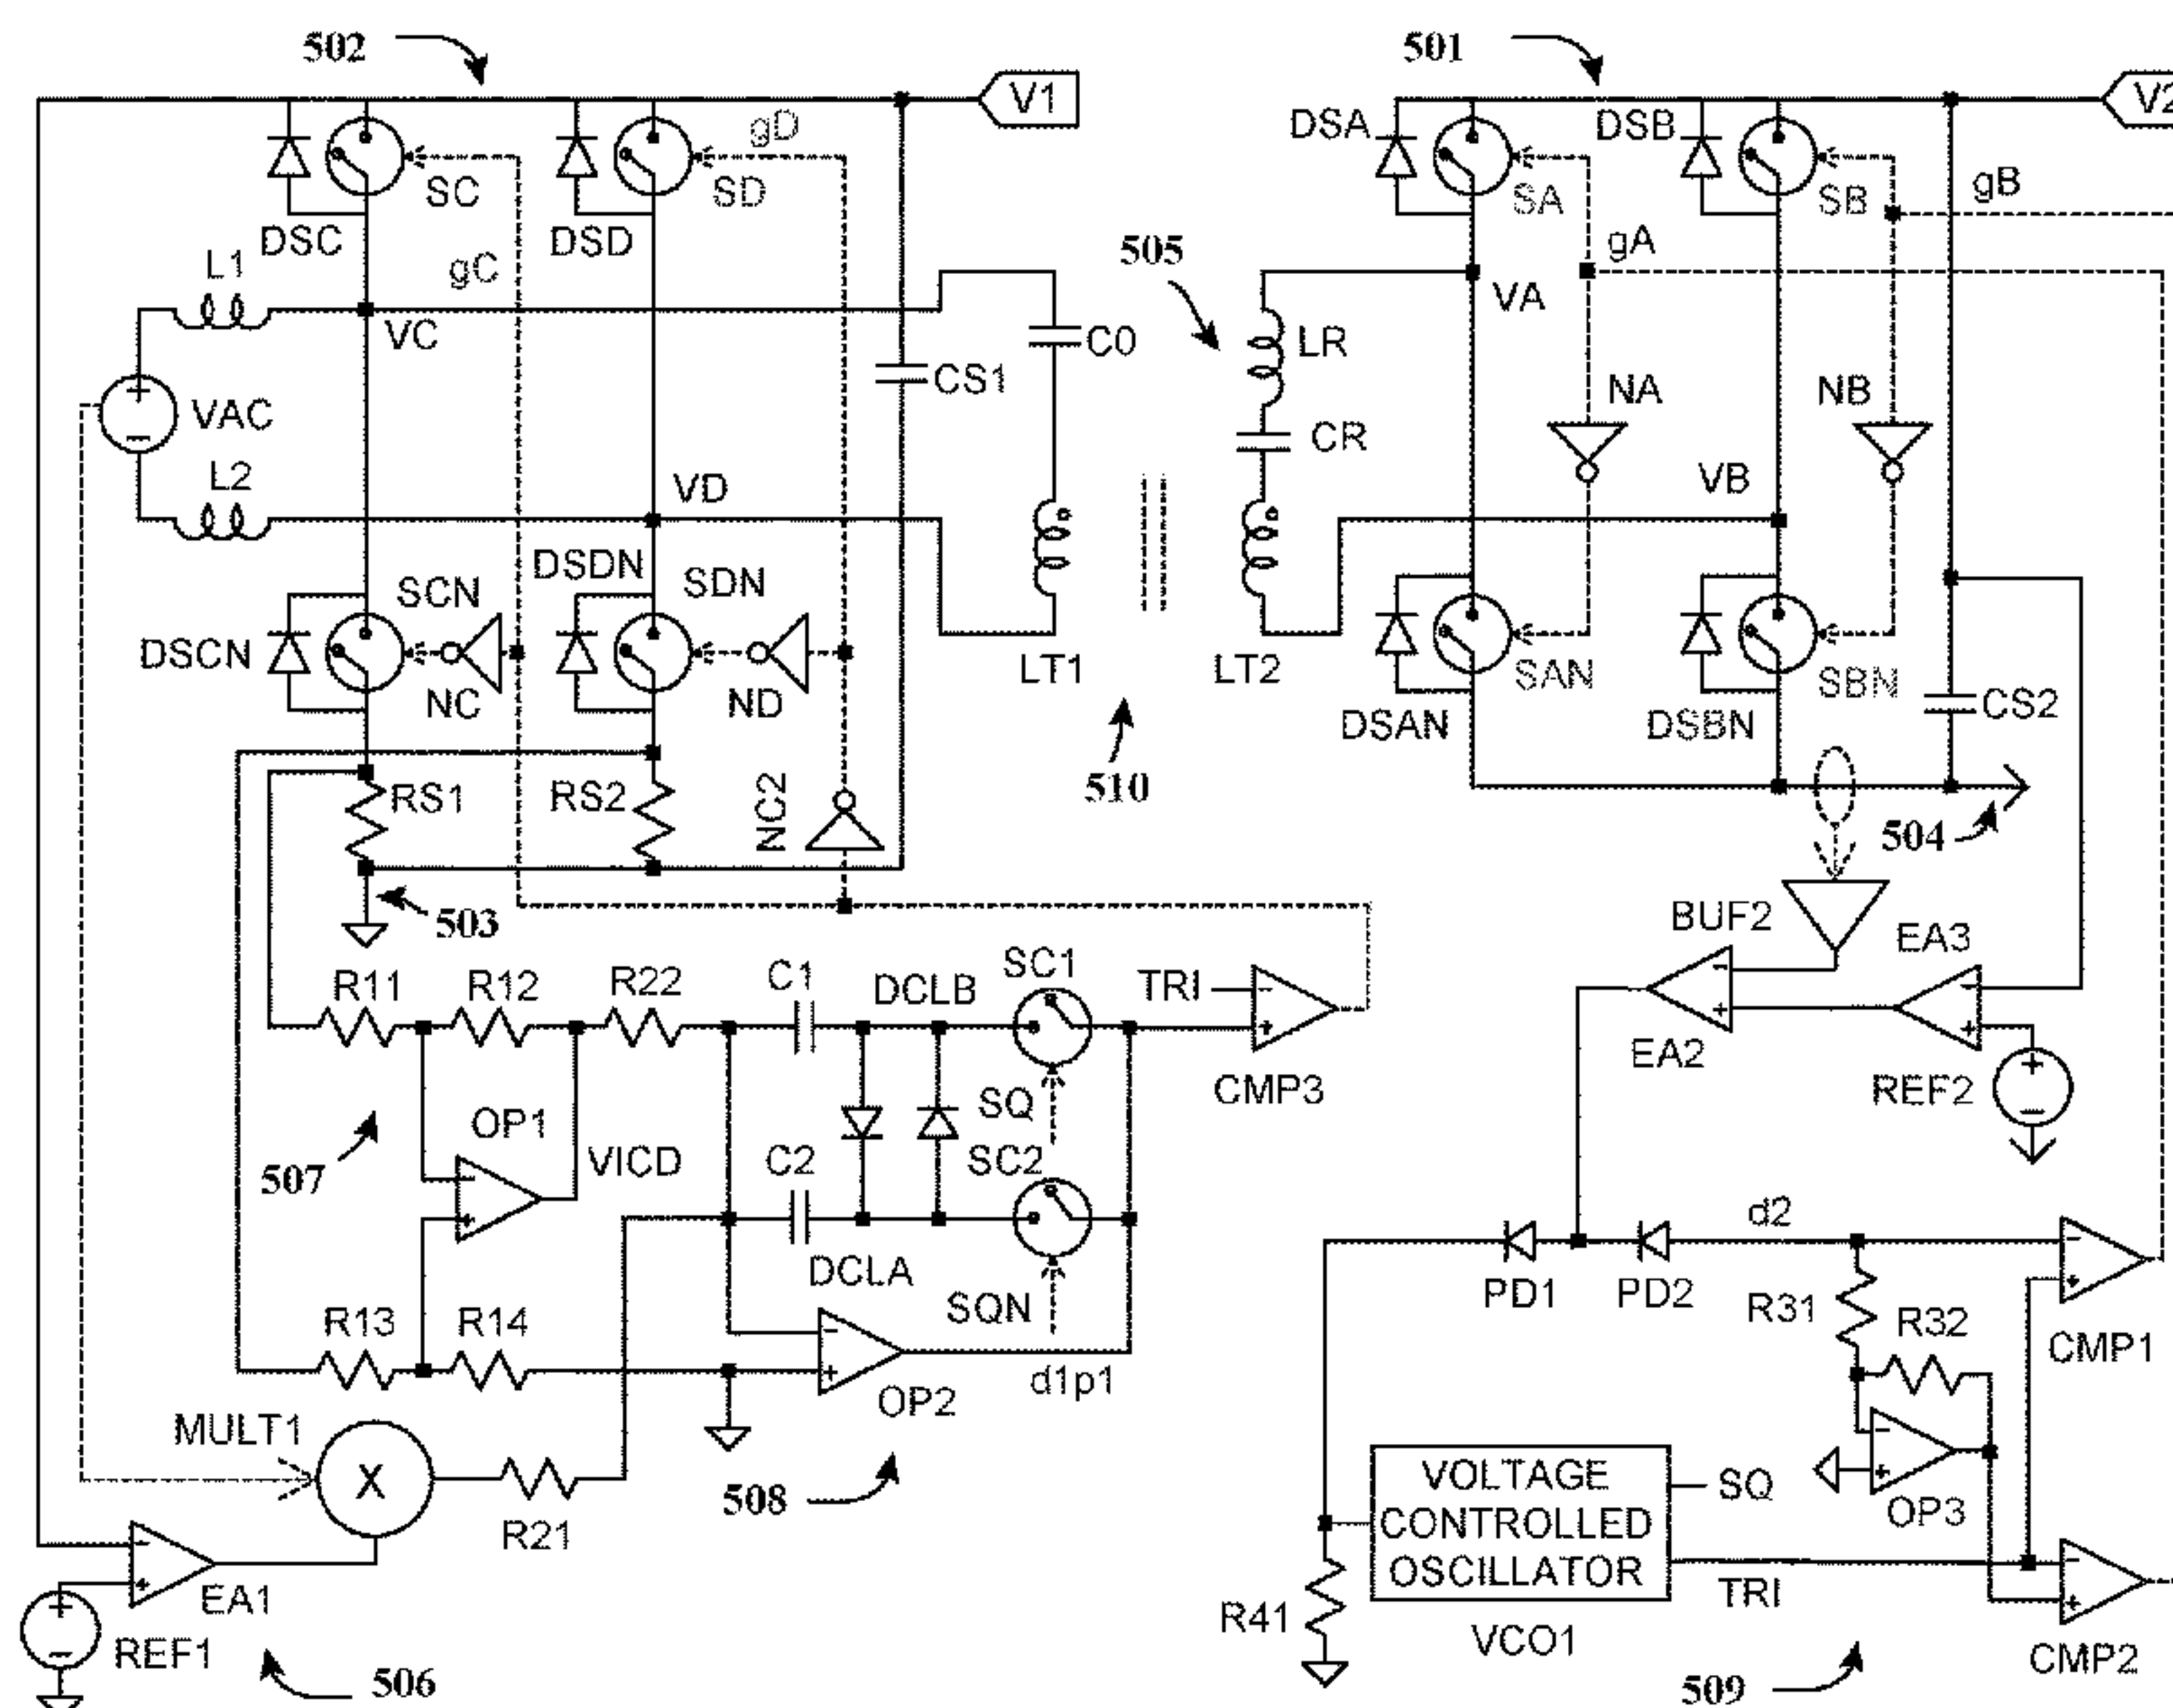 502
501
V1
V2
DSA
DSB
gD
SC
SD
SA
SB
gB
DSC
DSD
gA
L1
gC
505
VA
VC
C0
LR
CS1
NA
NB
VAC
CR
L2
VD
VB
DSDN
SDN
SCN
DSCN
NC
ND
LT1
LT2
SAN
SBN
DSAN
DSBN
CS2
RS1
RS2
NC2
510
504
503
BUF2
EA3
R11
R12
R22
C1
DCLB
SC1
TRI
EA2
CMP3
REF2
SQ
OP1
507
VICD
C2
SC2
d2
DCLA
SQN
PD1
PD2
R31
R32
R13
R14
CMP1
d1p1
OP2
MULT1
X
508
VOLTAGE
CONTROLLED
OSCILLATOR
SQ
OP3
R21
EA1
TRI
R41
REF1
VCO1
CMP2
506
509